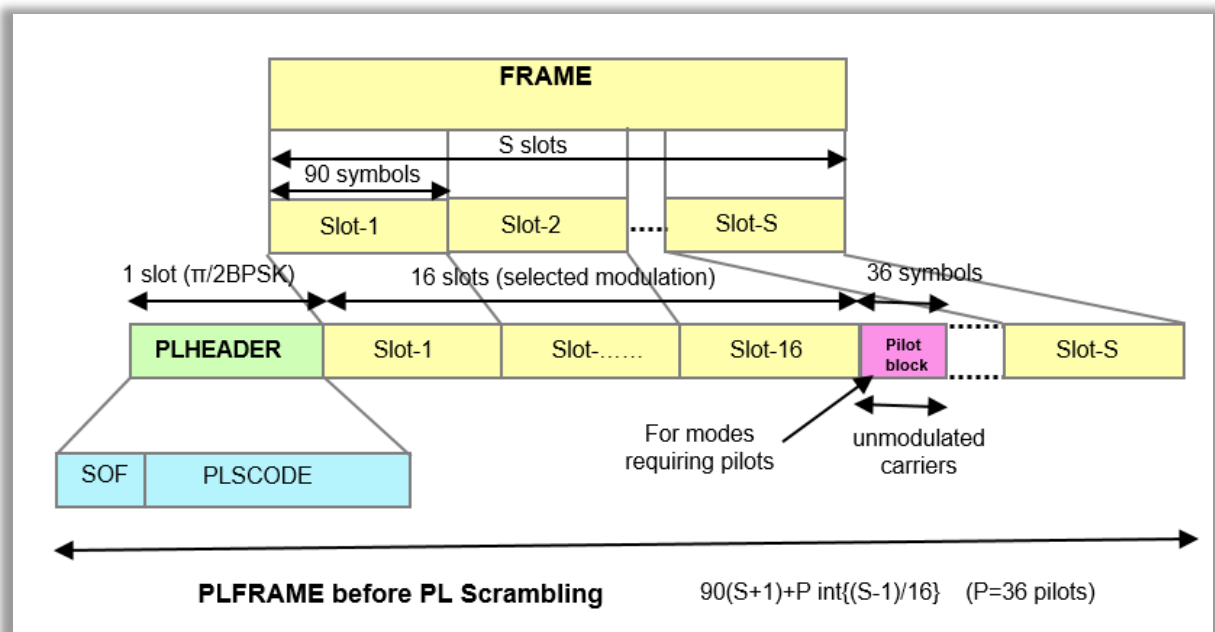 FRAME
S slots
90 symbols
Slot-1
Slot-2
Slot-S
1 slot (π/2BPSK)
16 slots (selected modulation)
36 symbols
PLHEADER
Slot-1
Slot-......
Slot-16
Pilot
block
Slot-S
For modes
requiring pilots
unmodulated
carriers
SOF
PLSCODE
PLFRAME before PL Scrambling
90(S+1)+P int{(S-1)/16} (P=36 pilots)